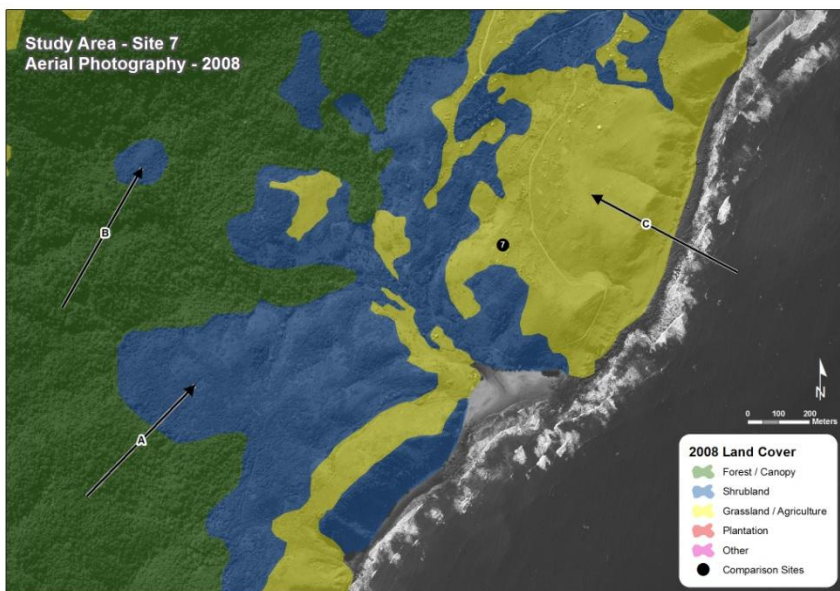 Study Area - Site 7
Aerial Photography - 2008
B
C
7
A
N
0 50 100 200
Meters
2008 Land Cover
Forest / Canopy
Shrubland
Grassland / Agriculture
Plantation
Other
Comparison Sites